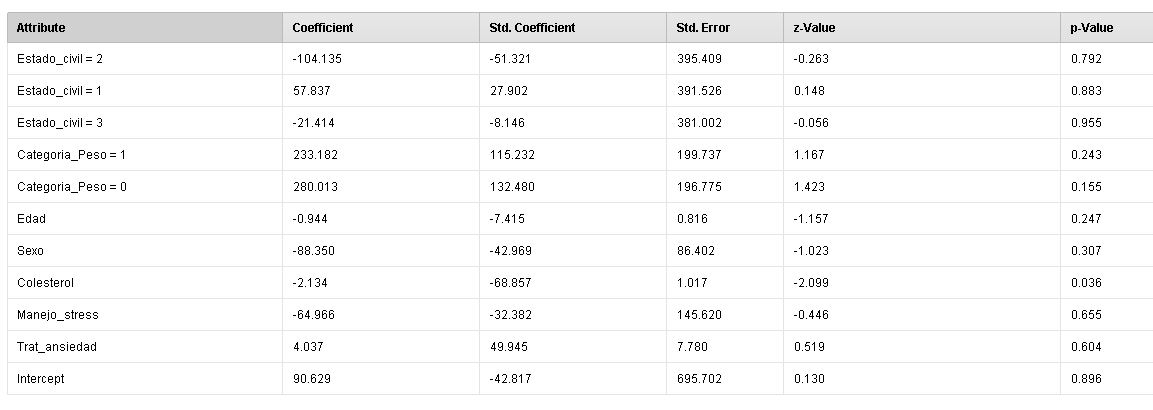 Attribute Coefficient Std. Coefficient Std. Error z-Value p-Value
Estado_civil = 2 -104.135 -51.321 395.409 -0.263 0.792
Estado_civil = 1 57.837 27.902 391.526 0.148 0.883
Estado_civil = 3 -21.414 -8.146 381.002 -0.056 0.955
Categoria_Peso = 1 233.182 115.232 199.737 1.167 0.243
Categoria_Peso = 0 280.013 132.480 196.775 1.423 0.155
Edad -0.944 -7.415 0.816 -1.157 0.247
Sexo -88.350 -42.969 86.402 -1.023 0.307
Colesterol -2.134 -68.857 1.017 -2.099 0.036
Manejo_stress -64.966 -32.382 145.620 -0.446 0.655
Trat_ansiedad 4.037 49.945 7.780 0.519 0.604
Intercept 90.629 -42.817 695.702 0.130 0.896